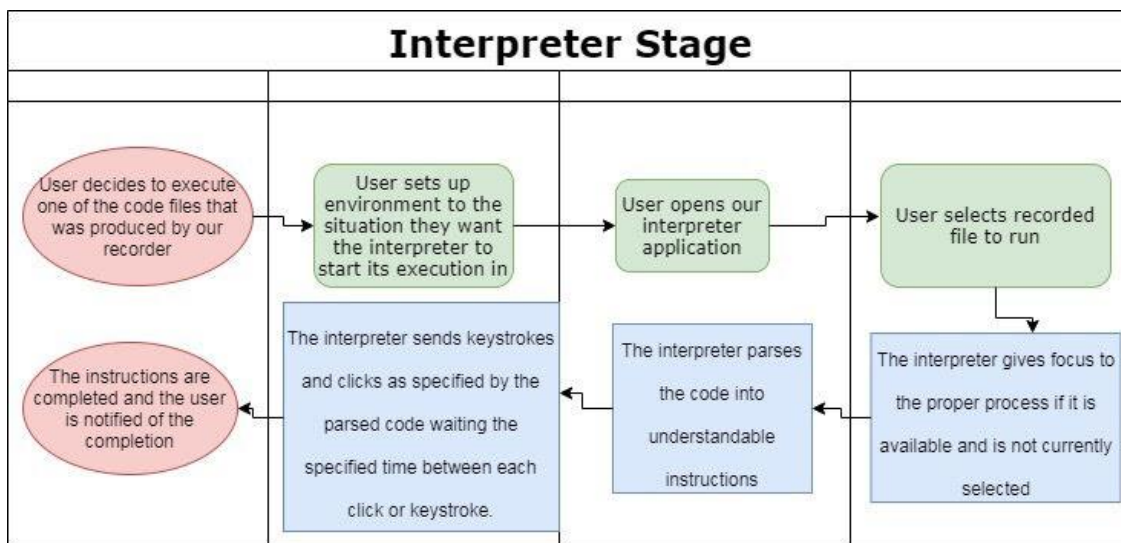 Interpreter Stage
User decides to execute
one of the code files that
was produced by our
recorder
User sets up
environment to the
situation they want
the interpreter to
start its execution in
User opens our
interpreter
application
User selects recorded
file to run
The interpreter gives focus to
the proper process if it is
available and is not currently
selected
The interpreter parses
the code into
understandable
instructions
The interpreter sends keystrokes
and clicks as specified by the
parsed code waiting the
specified time between each
click or keystroke.
The instructions are
completed and the user
is notified of the
completion